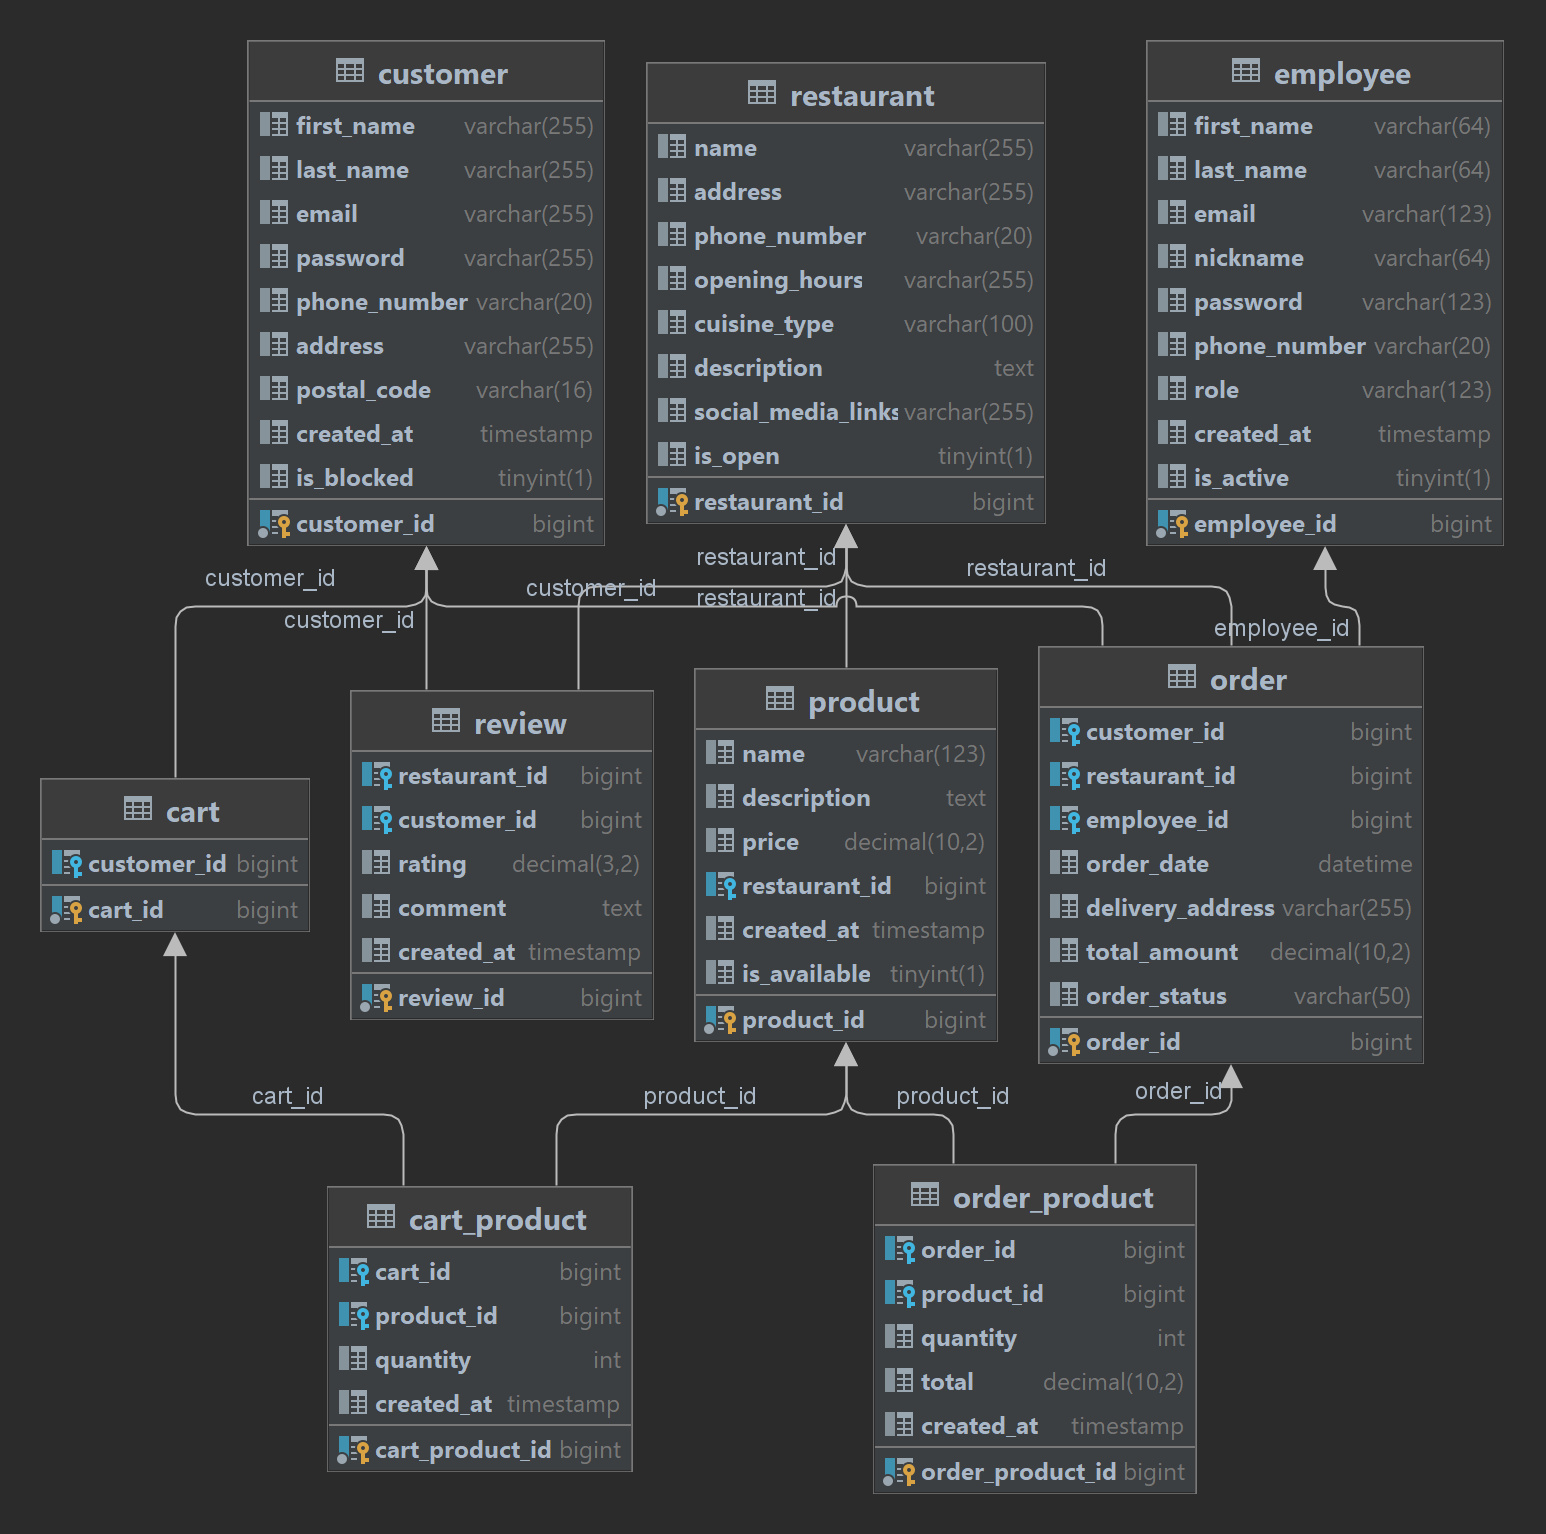 customer
first_name varchar(255)
last_name varchar(255)
email varchar(255)
password varchar(255)
phone_number varchar(20)
address varchar(255)
postal_code varchar(16)
created_at timestamp
is_blocked tinyint(1)
customer_id bigint
restaurant
name varchar(255)
address varchar(255)
phone_number varchar(20)
opening_hours varchar(255)
cuisine_type varchar(100)
description text
social_media_links varchar(255)
is_open tinyint(1)
restaurant_id bigint
employee
first_name varchar(64)
last_name varchar(64)
email varchar(123)
nickname varchar(64)
password varchar(123)
phone_number varchar(20)
role varchar(123)
created_at timestamp
is_active tinyint(1)
employee_id bigint
customer_id
customer_id
customer_id
restaurant_id
restaurant_id
restaurant_id
employee_id
cart
customer_id bigint
cart_id bigint
review
restaurant_id bigint
customer_id bigint
rating decimal(3,2)
comment text
created_at timestamp
review_id bigint
product
name varchar(123)
description text
price decimal(10,2)
restaurant_id bigint
created_at timestamp
is_available tinyint(1)
product_id bigint
order
customer_id bigint
restaurant_id bigint
employee_id bigint
order_date datetime
delivery_address varchar(255)
total_amount decimal(10,2)
order_status varchar(50)
order_id bigint
cart_id
product_id
product_id
order_id
cart_product
cart_id bigint
product_id bigint
quantity int
created_at timestamp
cart_product_id bigint
order_product
order_id bigint
product_id bigint
quantity int
total decimal(10,2)
created_at timestamp
order_product_id bigint